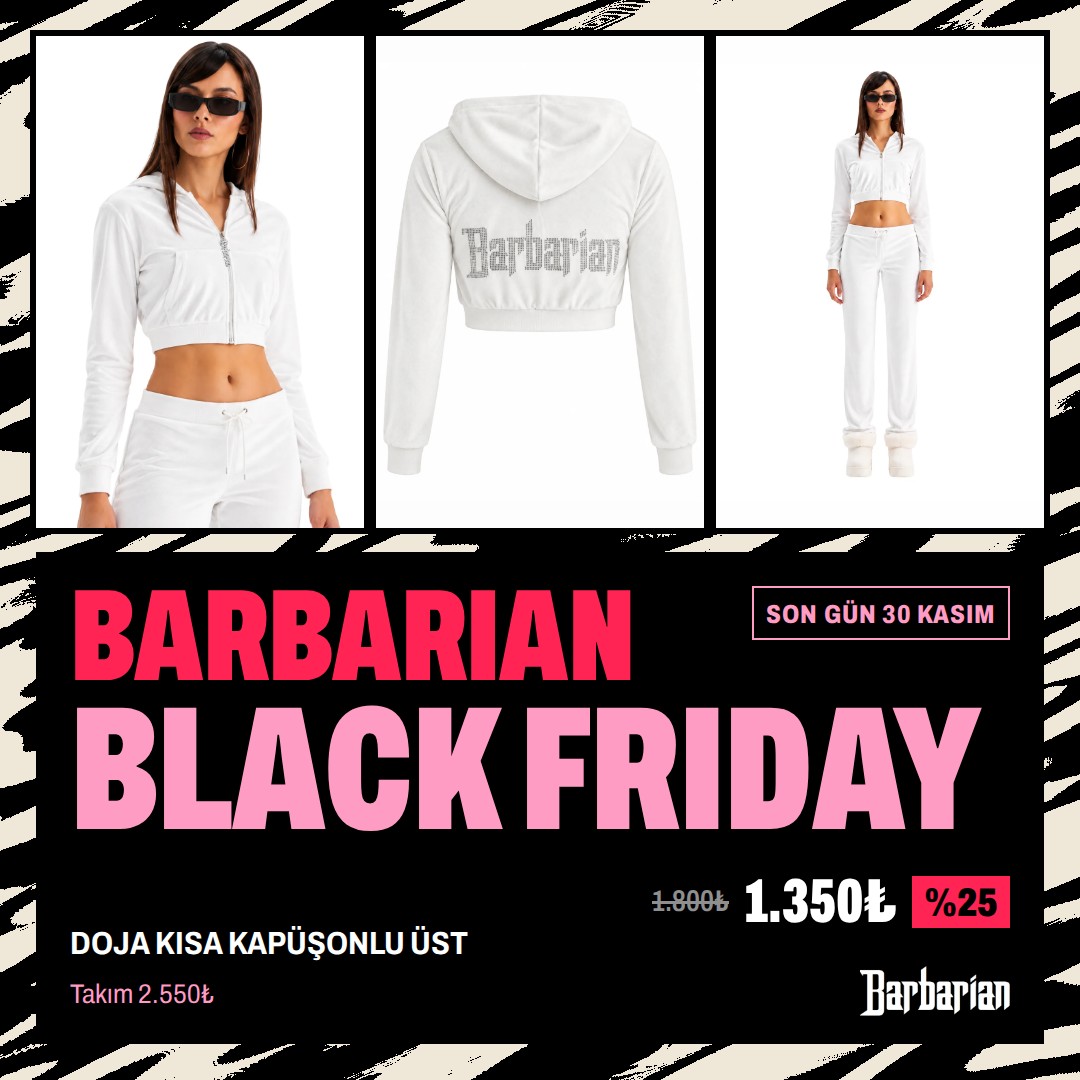 Barbarian
BARBARIAN
SON GÜN 30 KASIM
BLACK FRIDAY
1.800₺ 1.350₺ %25
DOJA KISA KAPÜŞONLU ÜST
Takım 2.550₺
Barbarian